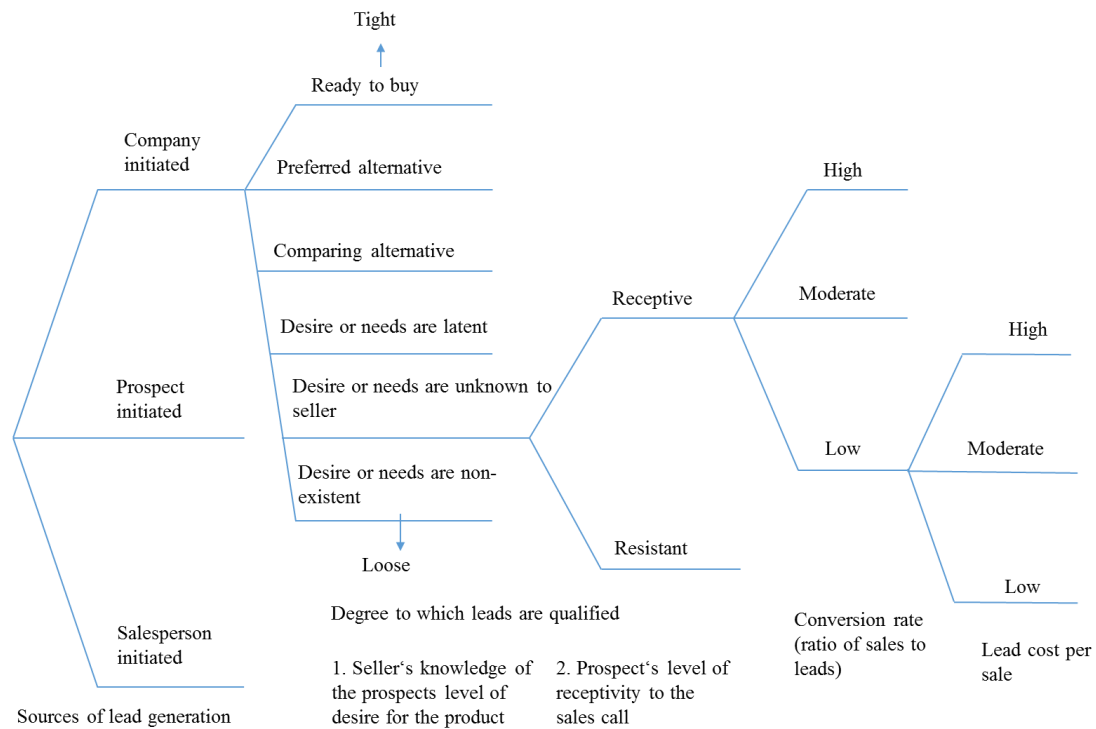 Tight
Ready to buy
Company
initiated
Preferred alternative
Comparing alternative
Desire or needs are latent
Desire or needs are unknown to
seller
Desire or needs are non-
existent
Loose
Prospect
initiated
Salesperson
initiated
Sources of lead generation
Receptive
Resistant
Degree to which leads are qualified
1. Seller‘s knowledge of
the prospects level of
desire for the product
2. Prospect‘s level of
receptivity to the
sales call
High
Moderate
Low
Conversion rate
(ratio of sales to
leads)
High
Moderate
Low
Lead cost per
sale